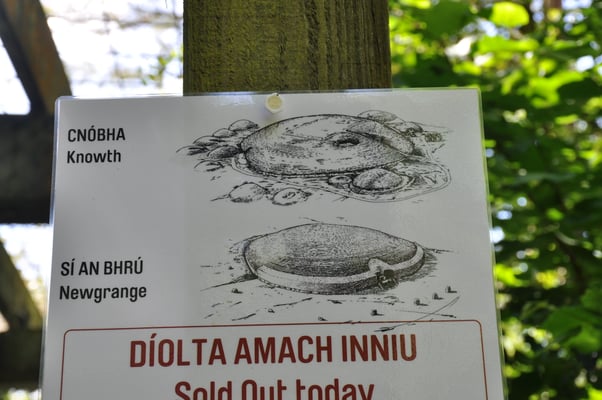 CNÓBHA
Knowth
SÍ AN BHRÚ
Newgrange
DÍOLTA AMACH INNIU
Sold Out today